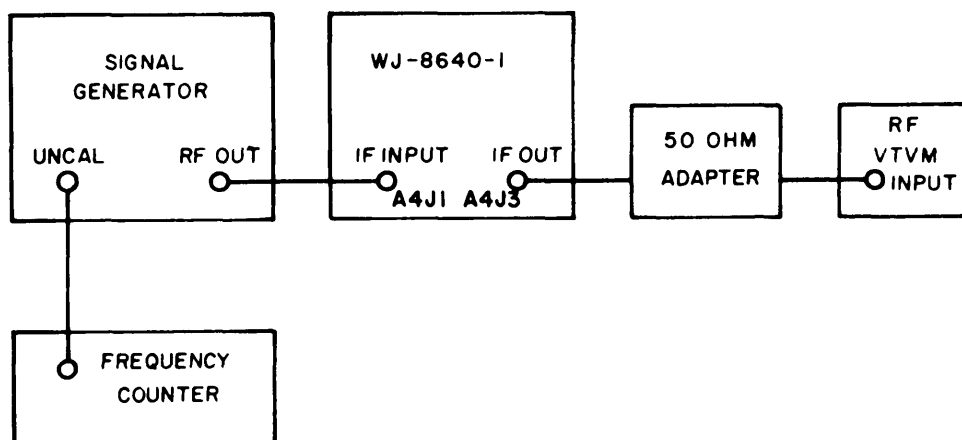 SIGNAL
GENERATOR
UNCAL
RF OUT
WJ-8640-1
IF INPUT
IF OUT
A4J1
A4J3
50 OHM
ADAPTER
RF
VTVM
INPUT
FREQUENCY
COUNTER